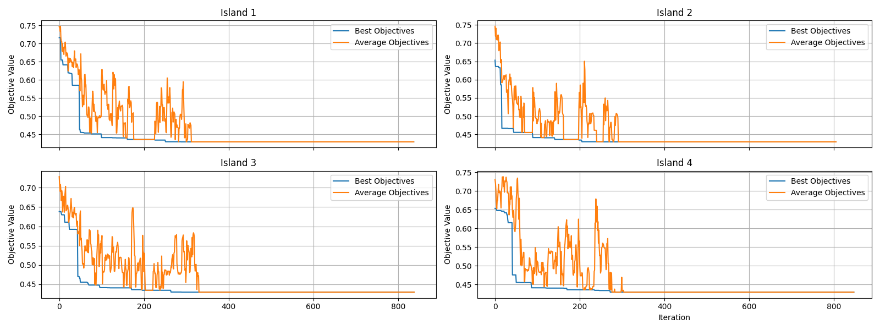 Island 1
Objective Value
0.75
0.70
0.65
0.60
0.55
0.50
0.45
Best Objectives
Average Objectives
Island 2
Objective Value
0.75
0.70
0.65
0.60
0.55
0.50
0.45
Best Objectives
Average Objectives
Island 3
Objective Value
0.70
0.65
0.60
0.55
0.50
0.45
0 200 400 600 800
Best Objectives
Average Objectives
Island 4
Objective Value
0.75
0.70
0.65
0.60
0.55
0.50
0.45
0 200 400 600 800
Best Objectives
Average Objectives
Iteration